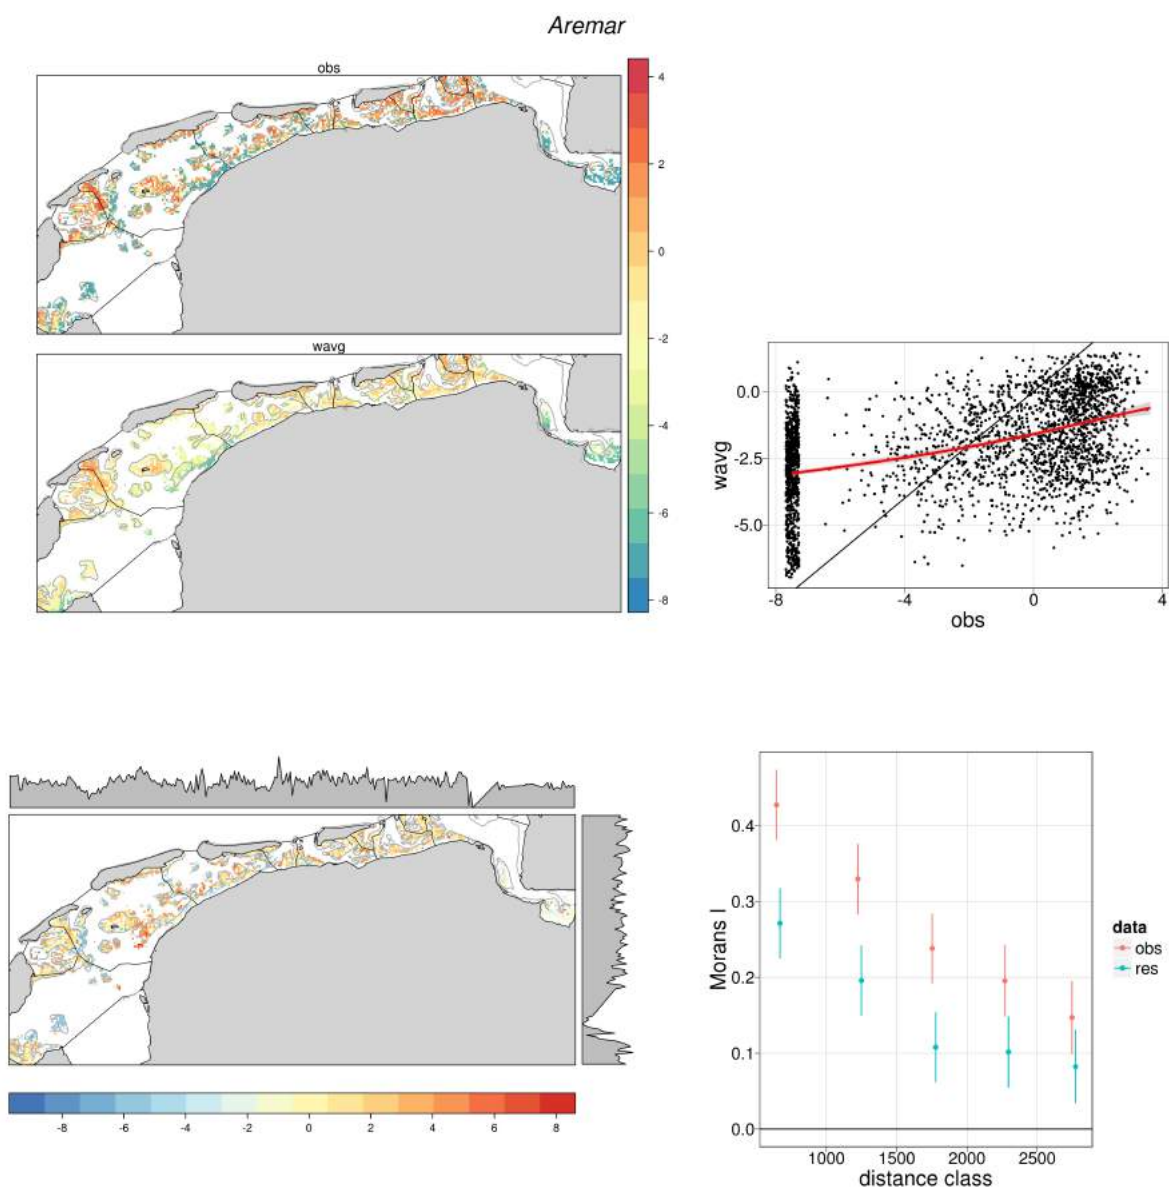 Aremar
obs
4
2
0
-2
-4
-6
-8
wavg
0.0
-2.5
-5.0
wavg
-8 -4 0 4
obs
-8 -6 -4 -2 0 2 4 6 8
0.4
0.3
0.2
0.1
0.0
Morans I
1000 1500 2000 2500
distance class
data
obs
res